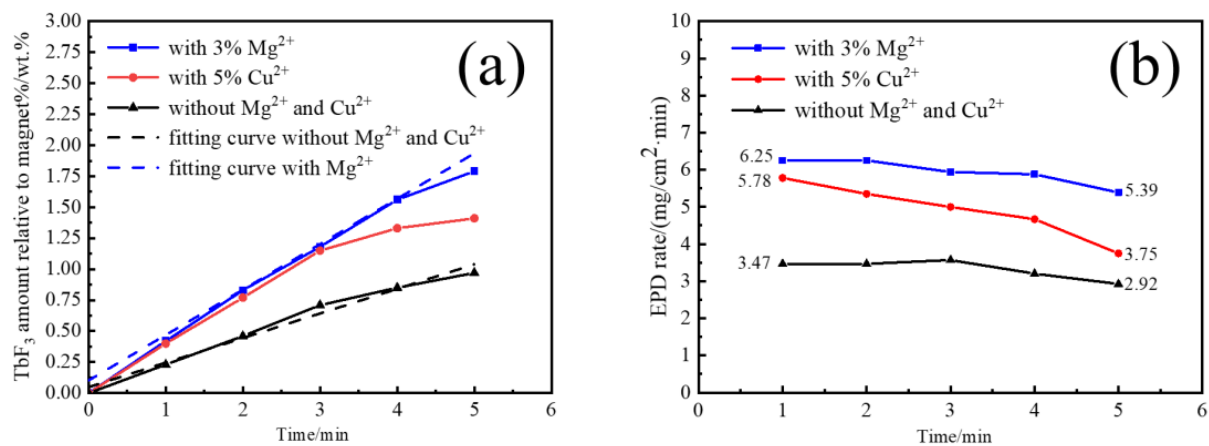 (a)
with 3% Mg²⁺
with 5% Cu²⁺
without Mg²⁺ and Cu²⁺
fitting curve without Mg²⁺ and Cu²⁺
fitting curve with Mg²⁺
TbF₃ amount relative to magnet%/wt.%
3.00
2.75
2.50
2.25
2.00
1.75
1.50
1.25
1.00
0.75
0.50
0.25
0.00
0 1 2 3 4 5 6
Time/min
(b)
with 3% Mg²⁺
with 5% Cu²⁺
without Mg²⁺ and Cu²⁺
EPD rate/(mg/cm²·min)
10
9
8
7
6
5
4
3
2
1
0
6.25
5.39
5.78
3.75
3.47
2.92
0 1 2 3 4 5 6
Time/min